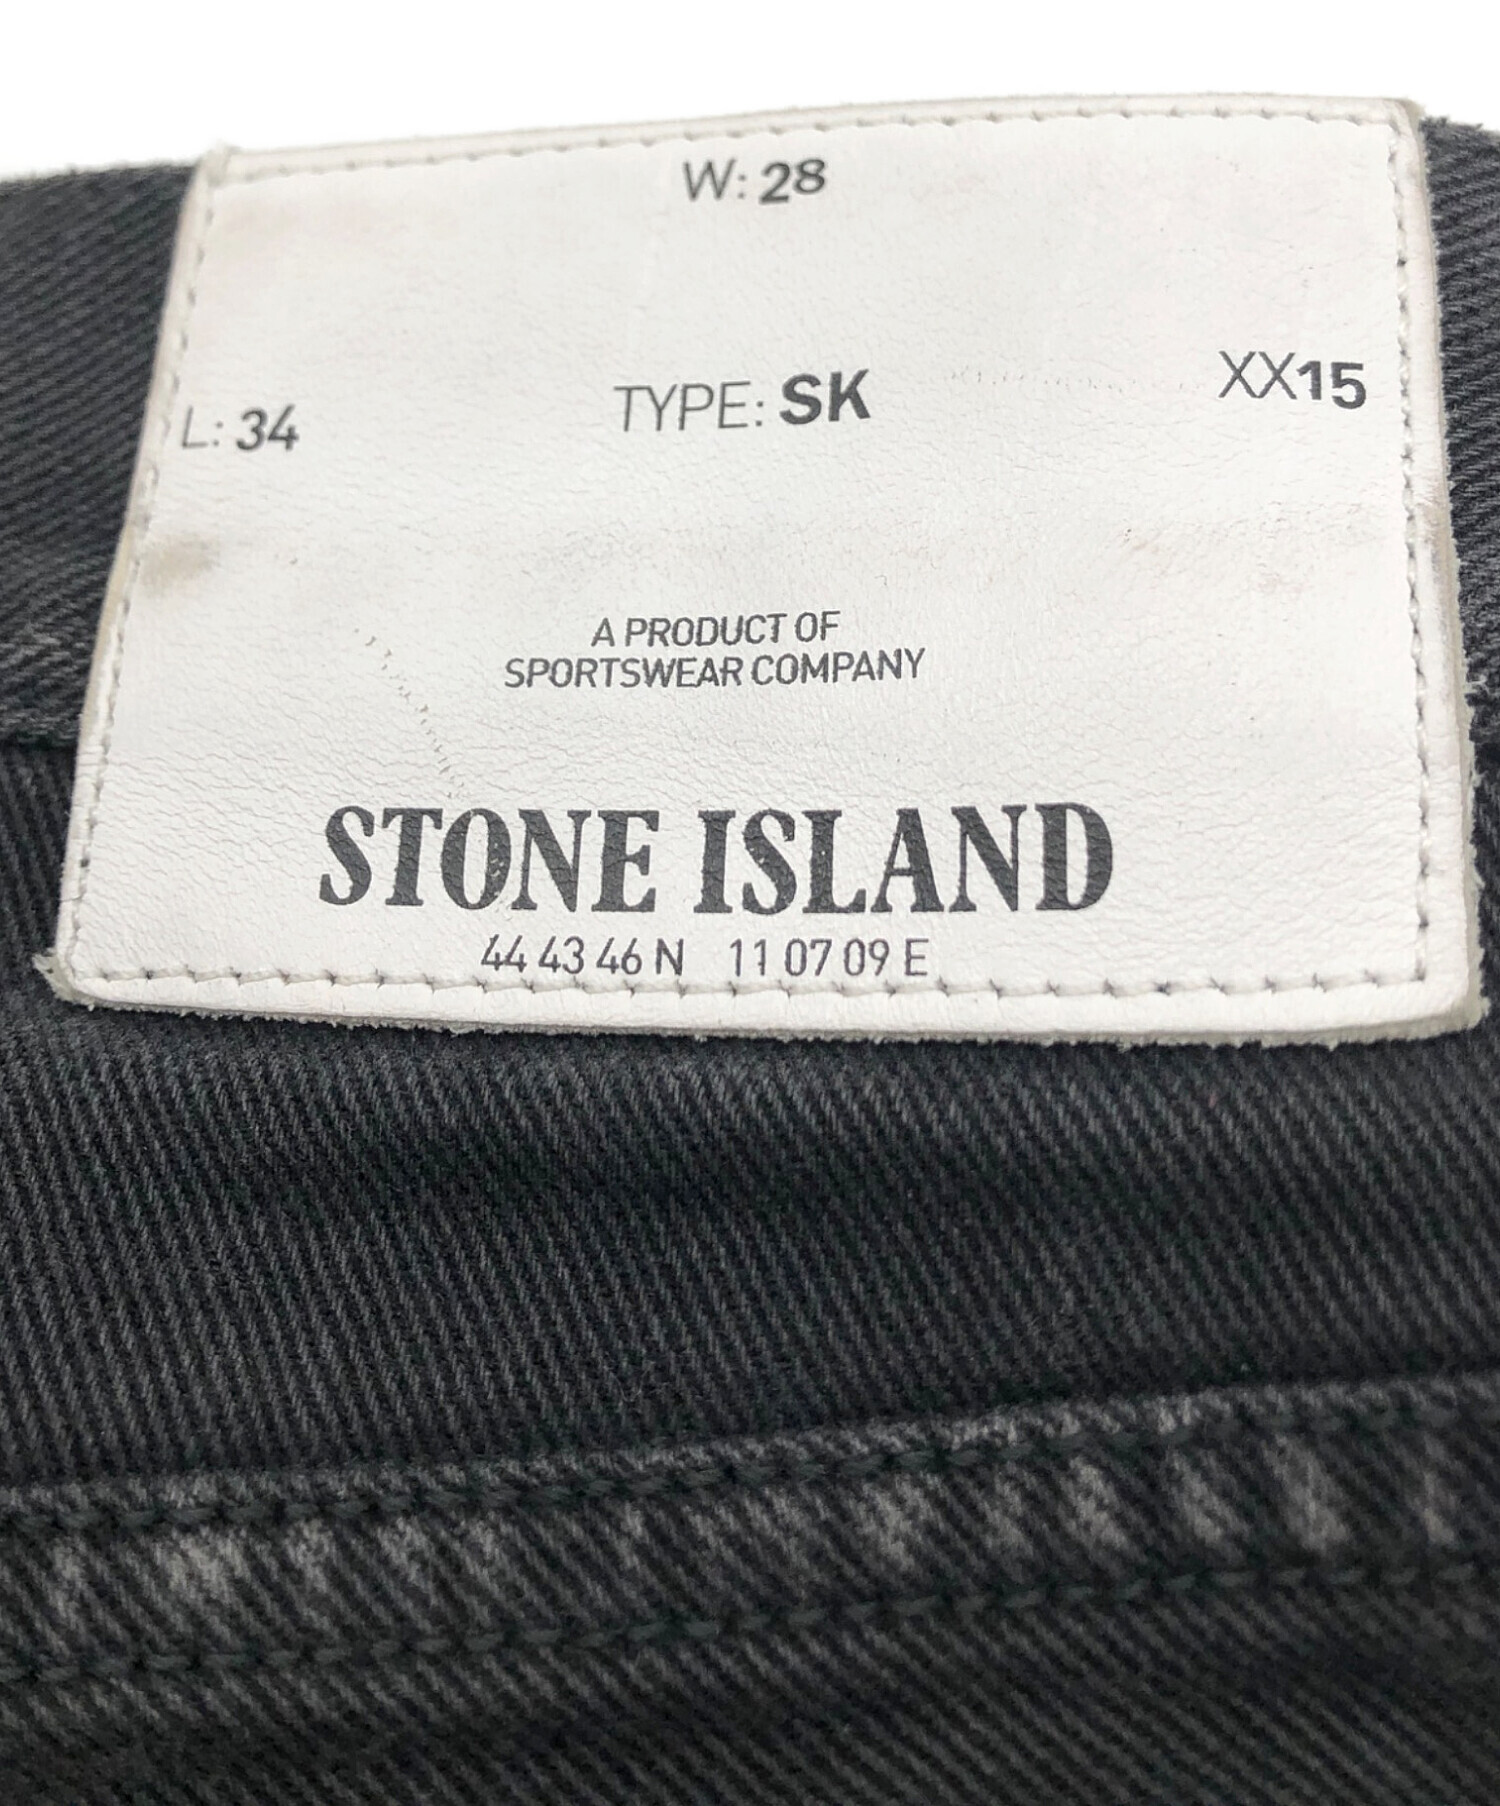 W: 28
L: 34 TYPE: SK XX15
A PRODUCT OF
SPORTSWEAR COMPANY
STONE ISLAND
44 43 46 N 11 07 09 E